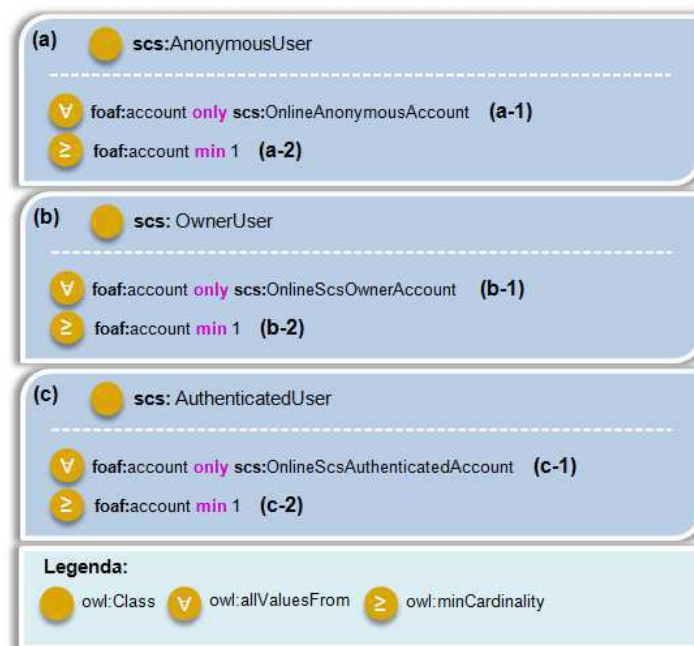 (a) scs:AnonymousUser
∀ foaf:account only scs:OnlineAnonymousAccount (a-1)
≥ foaf:account min 1 (a-2)
(b) scs: OwnerUser
∀ foaf:account only scs:OnlineScsOwnerAccount (b-1)
≥ foaf:account min 1 (b-2)
(c) scs: AuthenticatedUser
∀ foaf:account only scs:OnlineScsAuthenticatedAccount (c-1)
≥ foaf:account min 1 (c-2)
Legenda:
owl:Class ∀ owl:allValuesFrom ≥ owl:minCardinality